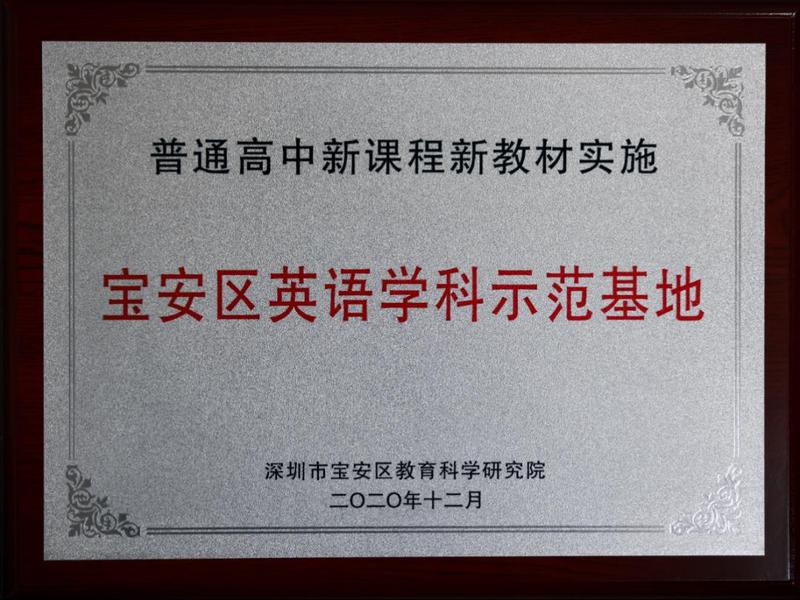 普通高中新课程新教材实施
宝安区英语学科示范基地
深圳市宝安区教育科学研究院
二〇二〇年十二月